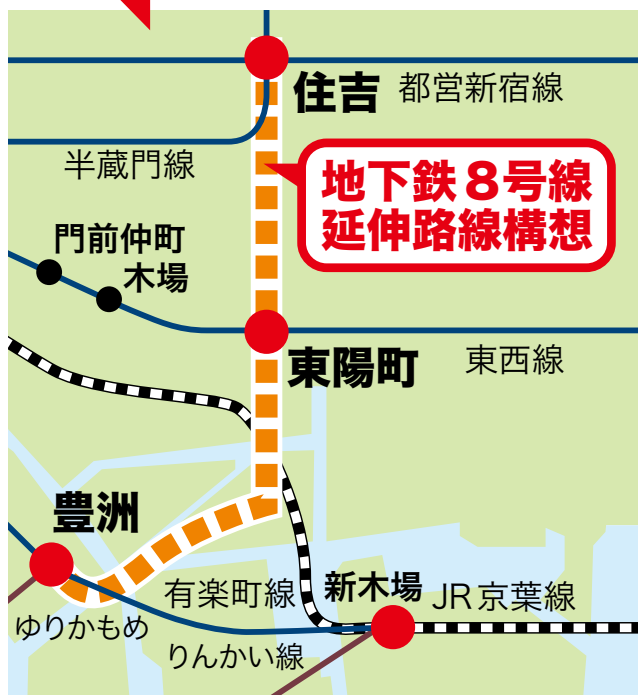 住吉
都営新宿線
半蔵門線
地下鉄8号線
延伸路線構想
門前仲町
木場
東陽町
東西線
豊洲
有楽町線
新木場
JR京葉線
ゆりかもめ
りんかい線